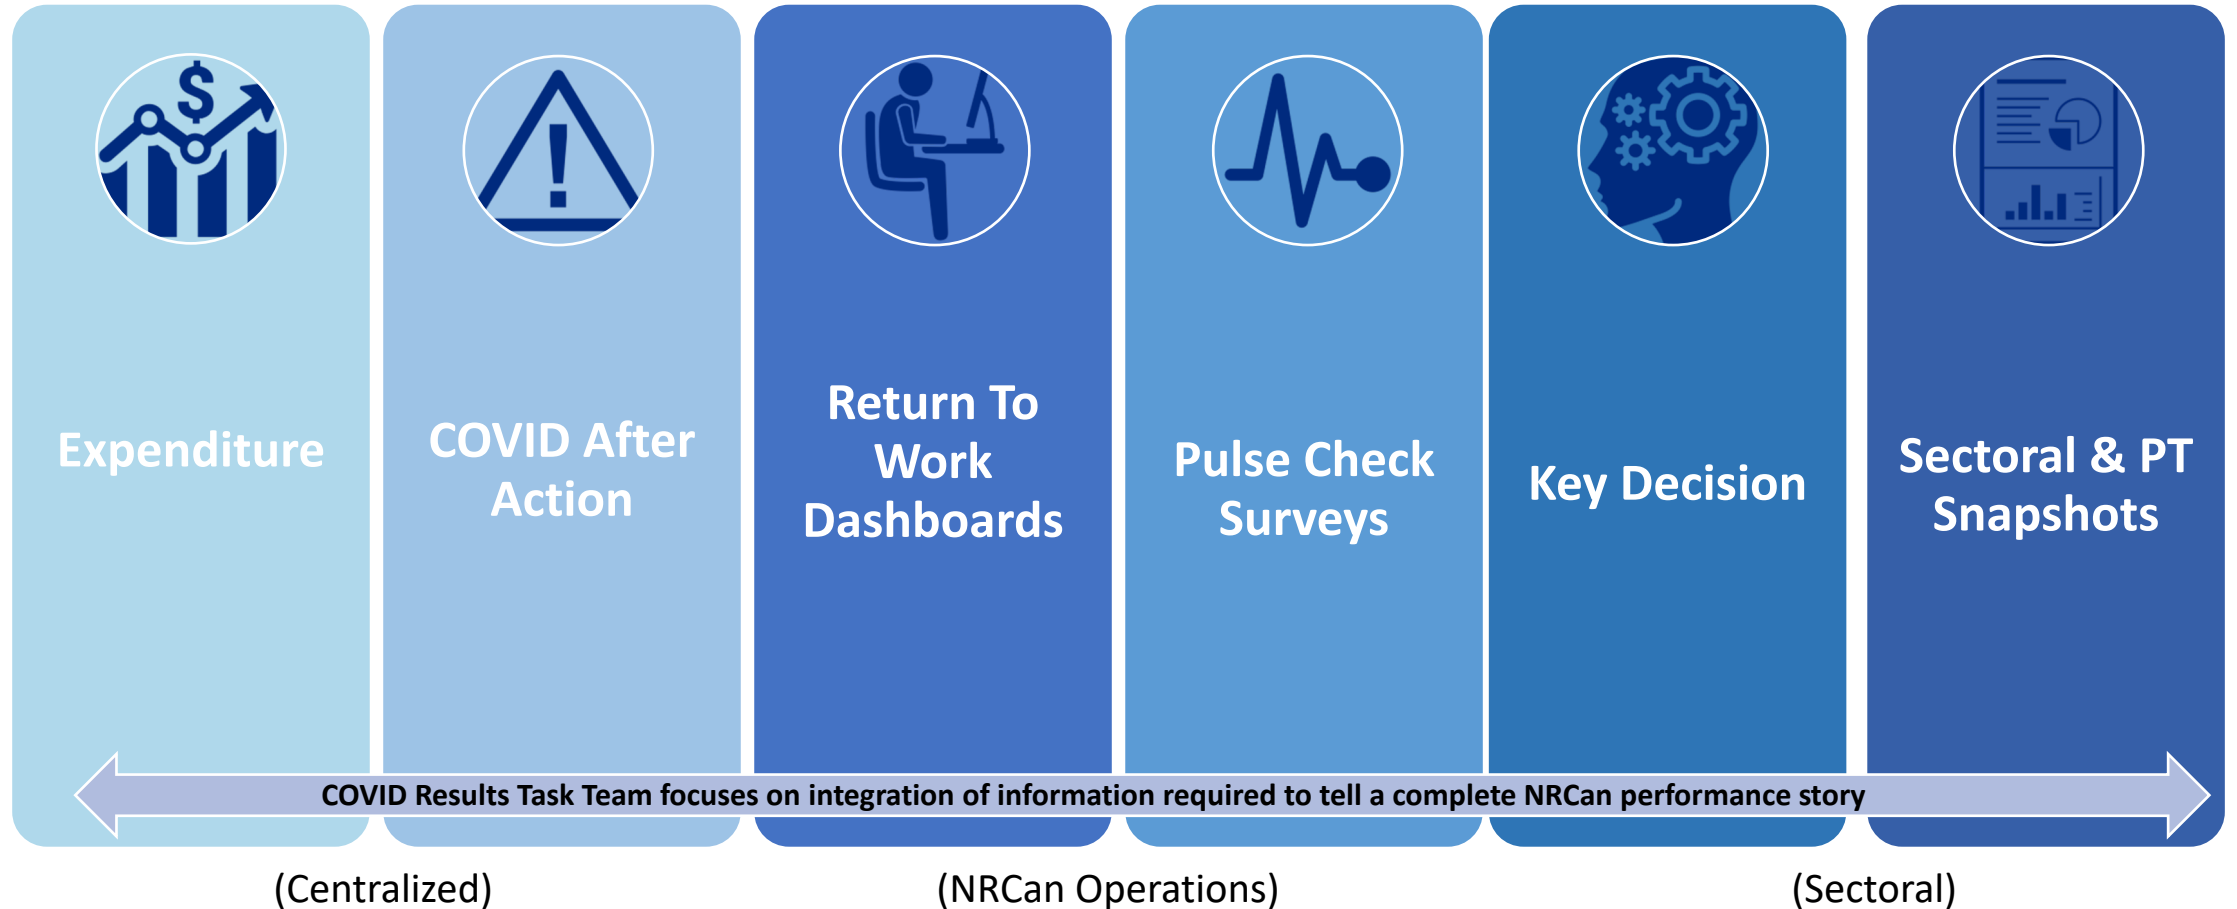 $
!
Expenditure
COVID After
Action
Return To
Work
Dashboards
Pulse Check
Surveys
Key Decision
Sectoral & PT
Snapshots
COVID Results Task Team focuses on integration of information required to tell a complete NRCan performance story
(Centralized)
(NRCan Operations)
(Sectoral)